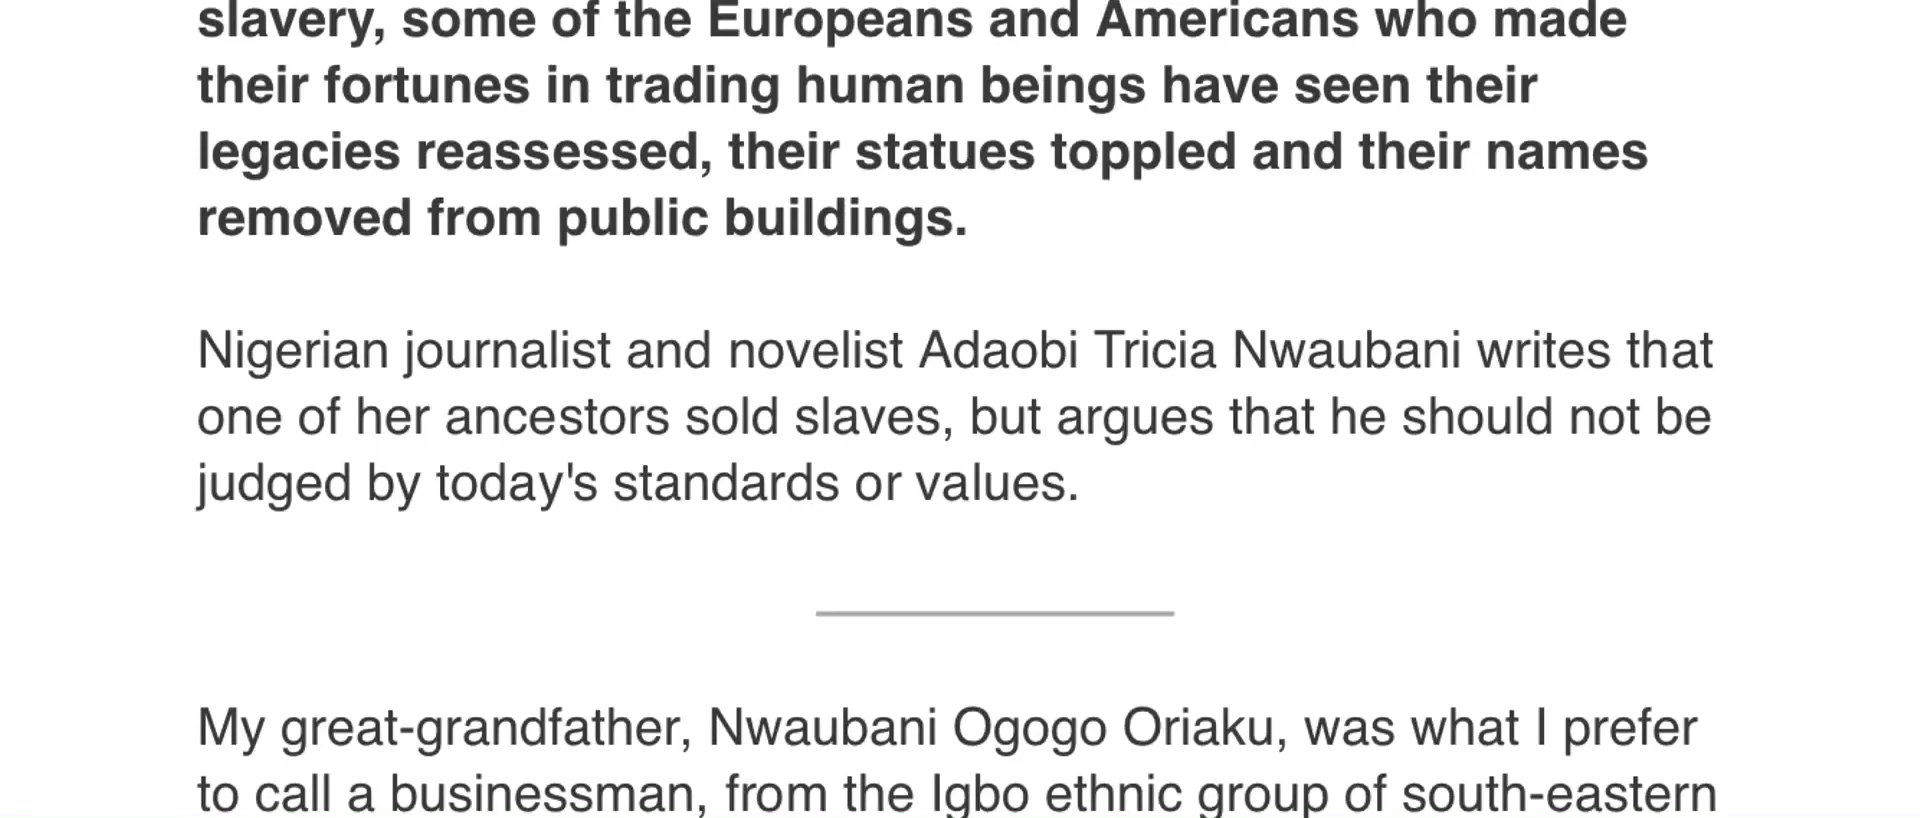 slavery, some of the Europeans and Americans who made
their fortunes in trading human beings have seen their
legacies reassessed, their statues toppled and their names
removed from public buildings.
Nigerian journalist and novelist Adaobi Tricia Nwaubani writes that
one of her ancestors sold slaves, but argues that he should not be
judged by today's standards or values.
My great-grandfather, Nwaubani Ogogo Oriaku, was what I prefer
to call a businessman, from the Igbo ethnic group of south-eastern